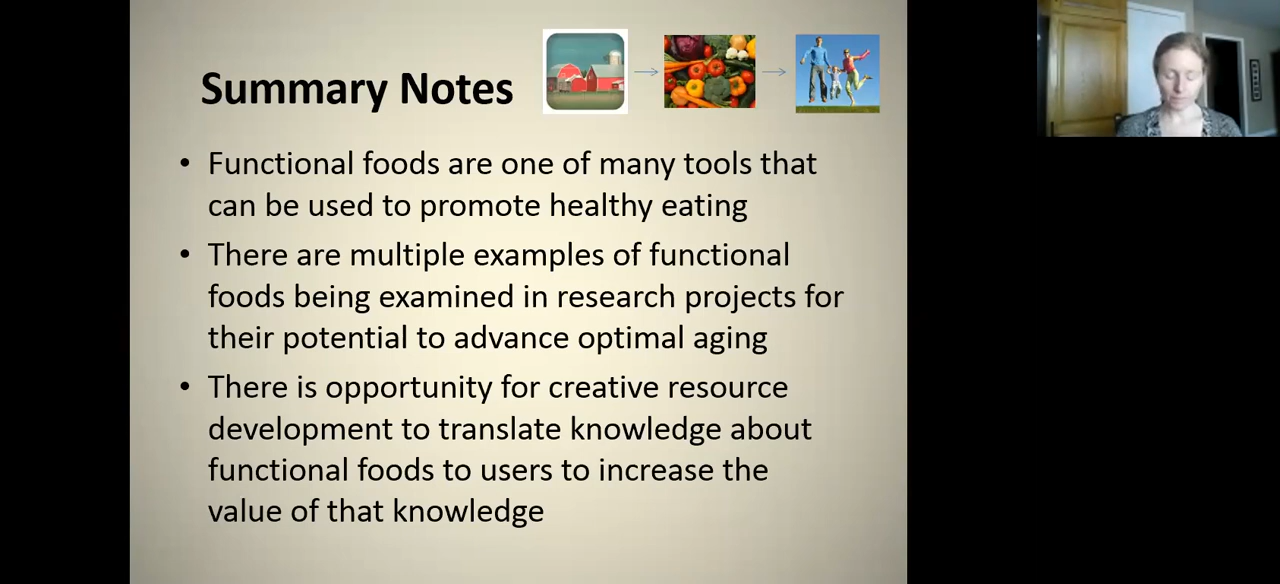 Summary Notes
• Functional foods are one of many tools that
can be used to promote healthy eating
• There are multiple examples of functional
foods being examined in research projects for
their potential to advance optimal aging
• There is opportunity for creative resource
development to translate knowledge about
functional foods to users to increase the
value of that knowledge